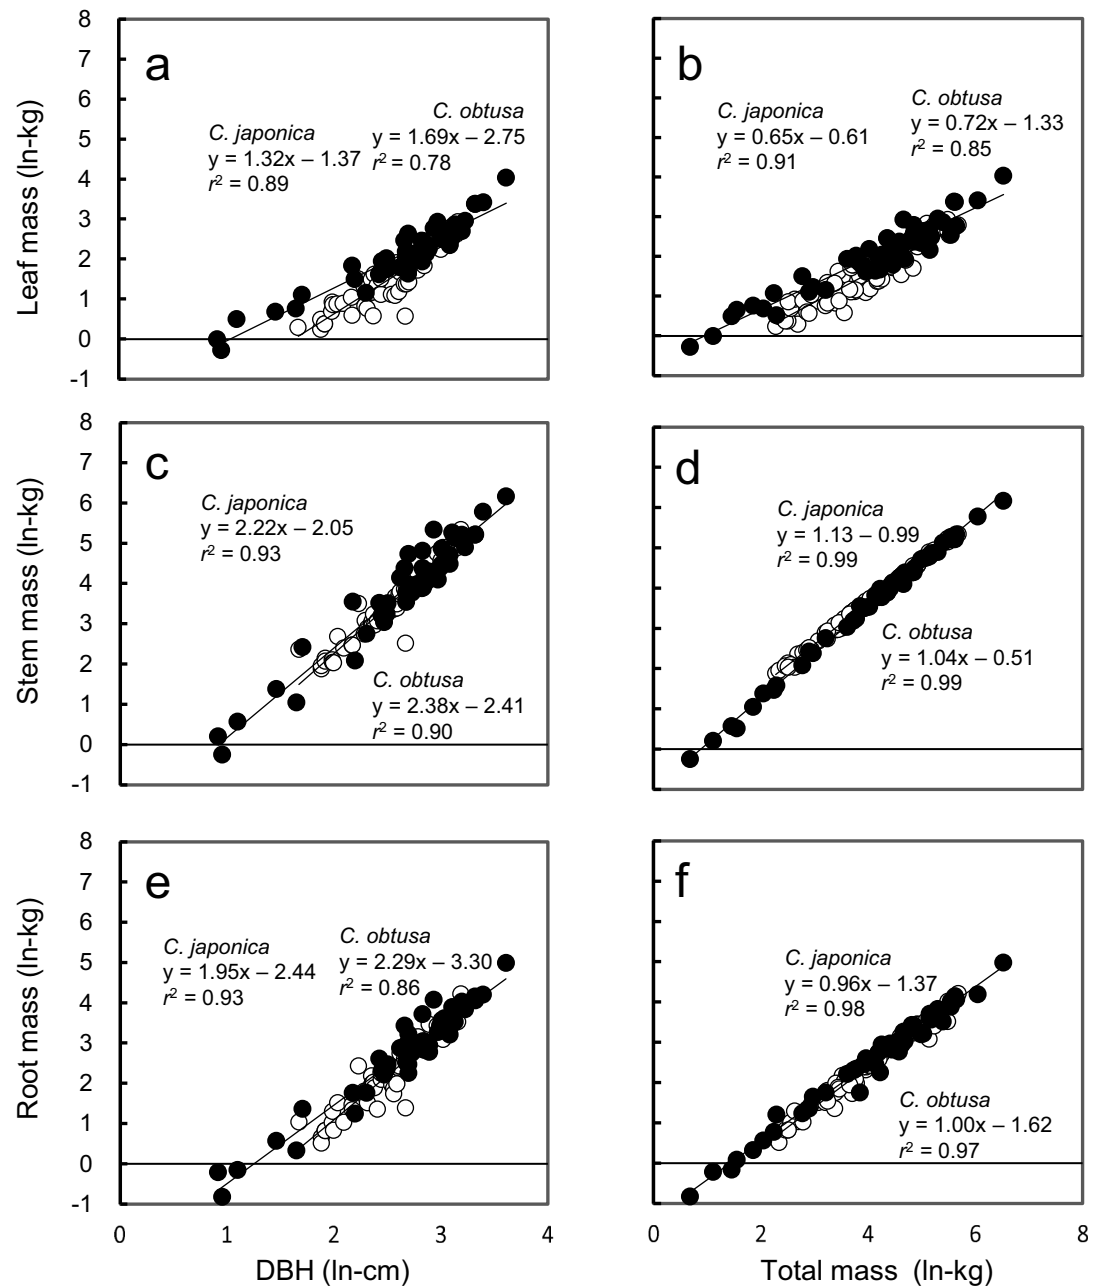 8
7
6
5
4
3
2
1
0
-1
Leaf mass (ln-kg)
a
C. japonica
y = 1.32x – 1.37
r² = 0.89
C. obtusa
y = 1.69x – 2.75
r² = 0.78
b
C. japonica
y = 0.65x – 0.61
r² = 0.91
C. obtusa
y = 0.72x – 1.33
r² = 0.85
8
7
6
5
4
3
2
1
0
-1
Stem mass (ln-kg)
c
C. japonica
y = 2.22x – 2.05
r² = 0.93
C. obtusa
y = 2.38x – 2.41
r² = 0.90
d
C. japonica
y = 1.13 – 0.99
r² = 0.99
C. obtusa
y = 1.04x – 0.51
r² = 0.99
8
7
6
5
4
3
2
1
0
-1
Root mass (ln-kg)
e
C. japonica
y = 1.95x – 2.44
r² = 0.93
C. obtusa
y = 2.29x – 3.30
r² = 0.86
0 1 2 3 4
DBH (ln-cm)
f
C. japonica
y = 0.96x – 1.37
r² = 0.98
C. obtusa
y = 1.00x – 1.62
r² = 0.97
0 2 4 6 8
Total mass (ln-kg)